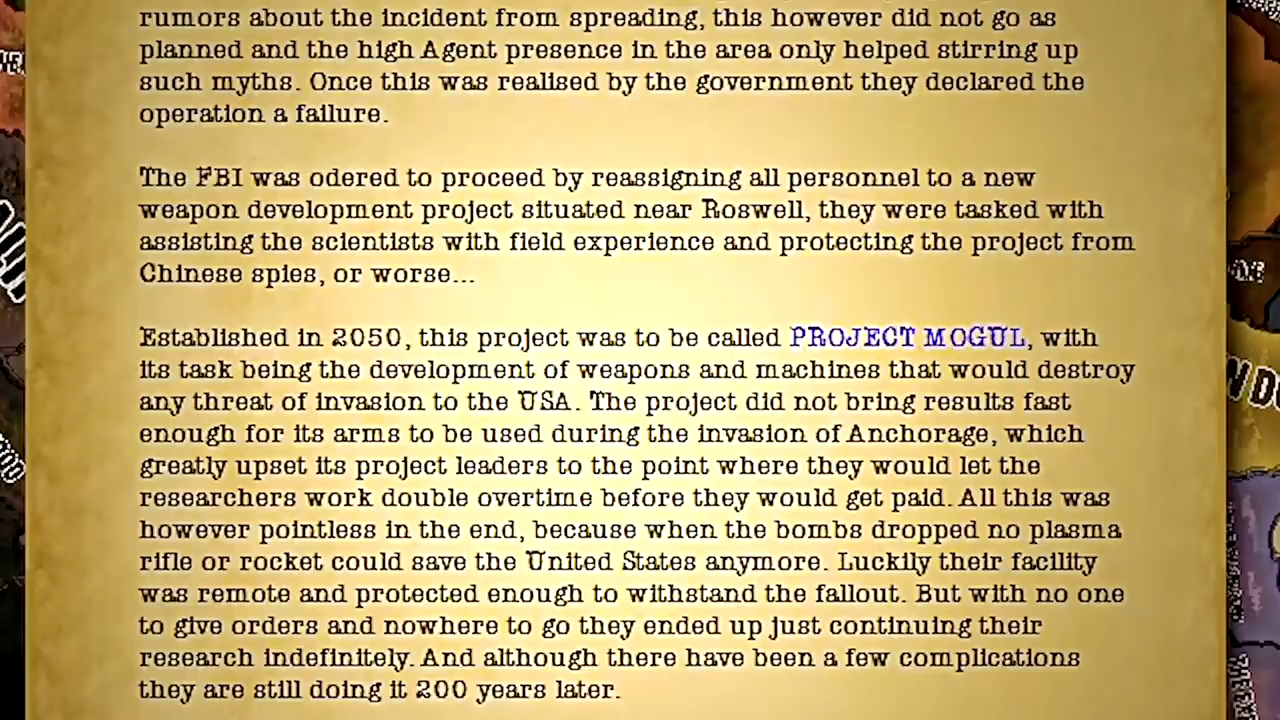 rumors about the incident from spreading, this however did not go as
planned and the high Agent presence in the area only helped stirring up
such myths. Once this was realised by the government they declared the
operation a failure.
The FBI was odered to proceed by reassigning all personnel to a new
weapon development project situated near Roswell, they were tasked with
assisting the scientists with field experience and protecting the project from
Chinese spies, or worse...
Established in 2050, this project was to be called PROJECT MOGUL, with
its task being the development of weapons and machines that would destroy
any threat of invasion to the USA. The project did not bring results fast
enough for its arms to be used during the invasion of Anchorage, which
greatly upset its project leaders to the point where they would let the
researchers work double overtime before they would get paid. All this was
however pointless in the end, because when the bombs dropped no plasma
rifle or rocket could save the United States anymore. Luckily their facility
was remote and protected enough to withstand the fallout. But with no one
to give orders and nowhere to go they ended up just continuing their
research indefinitely. And although there have been a few complications
they are still doing it 200 years later.